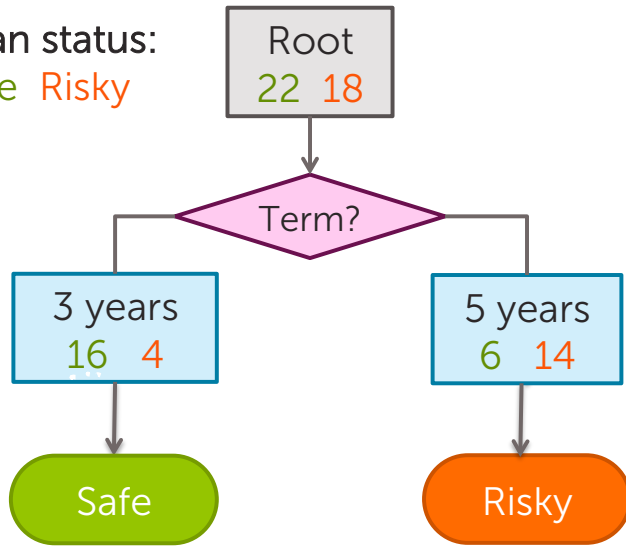 an status:
e Risky
Root
22 18
Term?
3 years
16 4
5 years
6 14
Safe
Risky